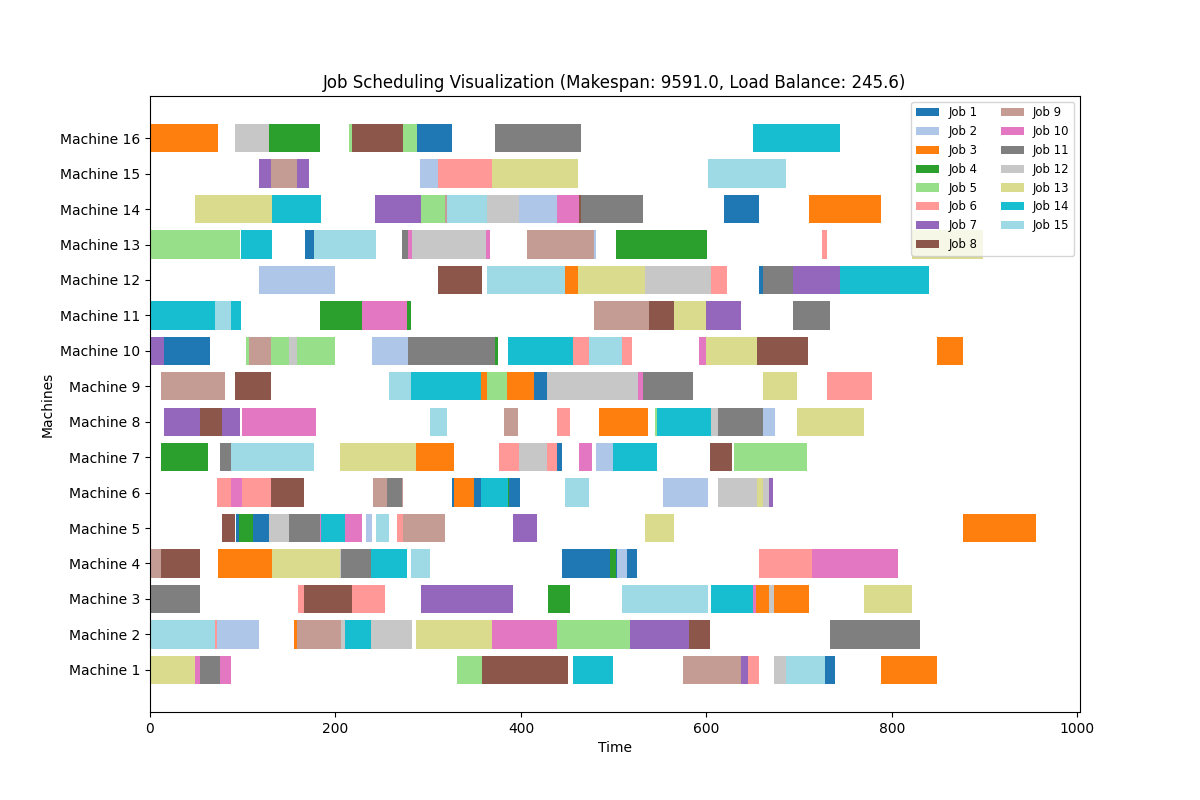 Job Scheduling Visualization (Makespan: 9591.0, Load Balance: 245.6)
Machines
Machine 16
Machine 15
Machine 14
Machine 13
Machine 12
Machine 11
Machine 10
Machine 9
Machine 8
Machine 7
Machine 6
Machine 5
Machine 4
Machine 3
Machine 2
Machine 1
Job 1
Job 2
Job 3
Job 4
Job 5
Job 6
Job 7
Job 8
Job 9
Job 10
Job 11
Job 12
Job 13
Job 14
Job 15
0 200 400 600 800 1000
Time